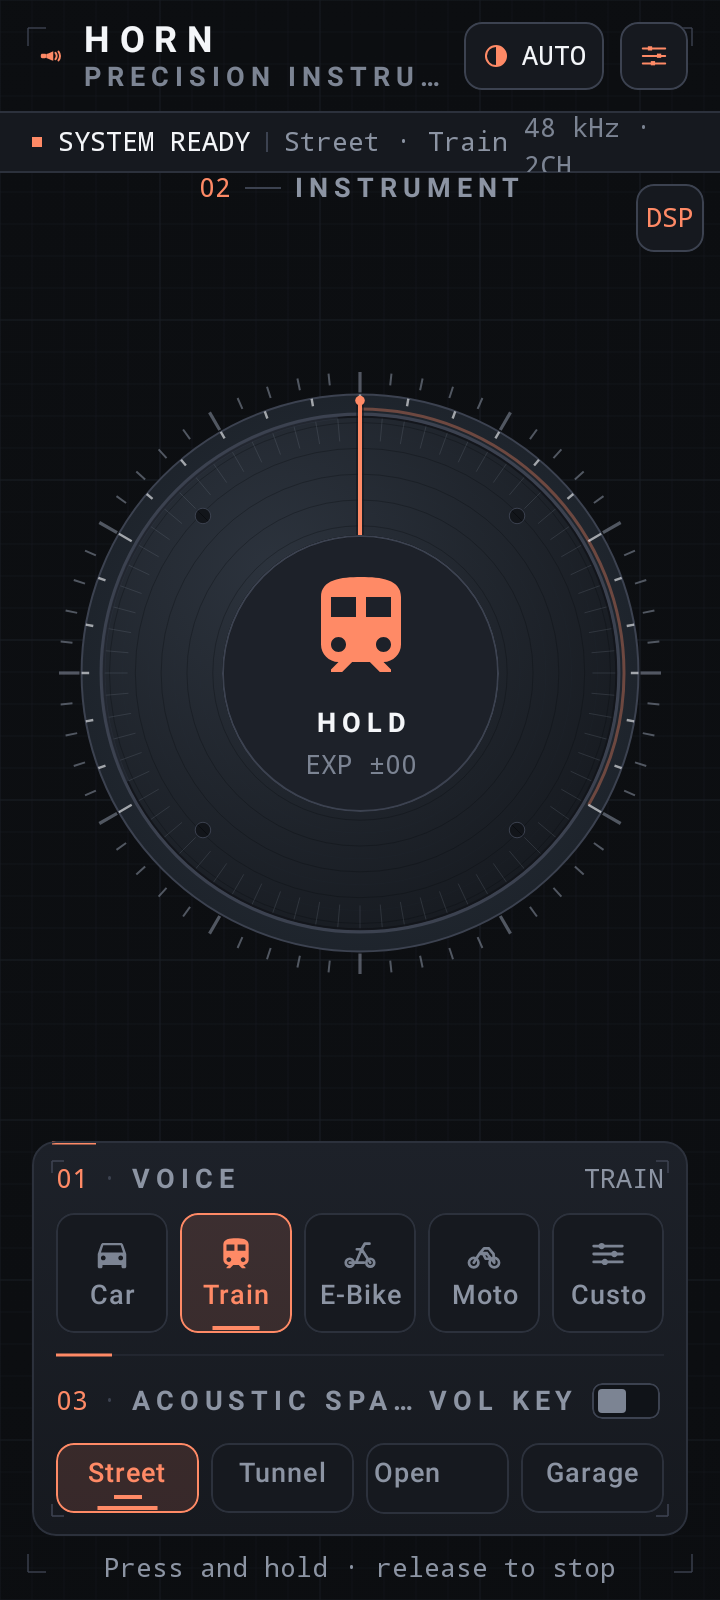 HORN
PRECISION INSTRU…
AUTO
SYSTEM READY
Street · Train
48 kHz ·
2CH
02 INSTRUMENT
DSP
HOLD
EXP ±00
01 · VOICE
TRAIN
Car
Train
E-Bike
Moto
Custo
03 · ACOUSTIC SPA…
VOL KEY
Street
Tunnel
Open
Garage
Press and hold · release to stop